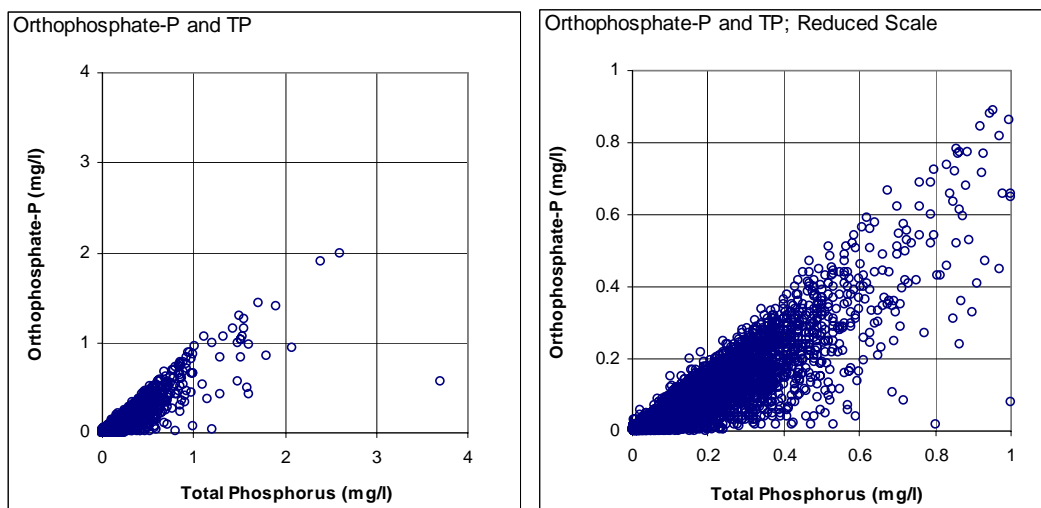 Orthophosphate-P and TP
4
3
2
1
0
0 1 2 3 4
Orthophosphate-P (mg/l)
Total Phosphorus (mg/l)
Orthophosphate-P and TP; Reduced Scale
1
0.8
0.6
0.4
0.2
0
0 0.2 0.4 0.6 0.8 1
Orthophosphate-P (mg/l)
Total Phosphorus (mg/l)